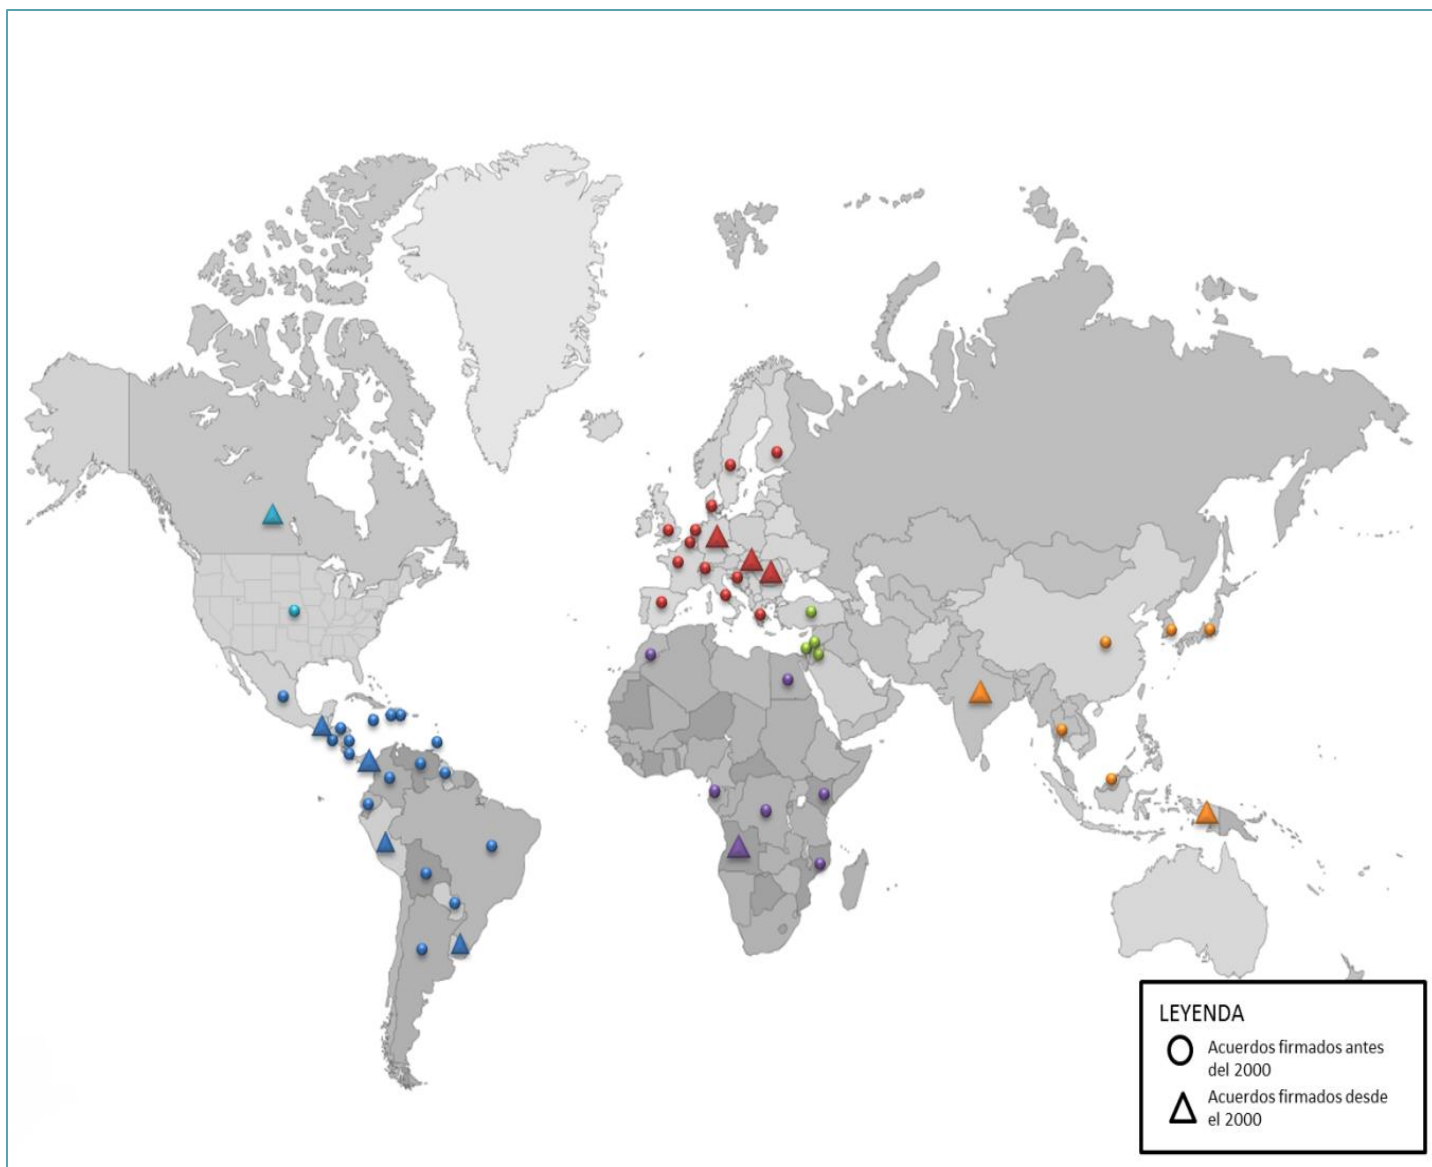 LEYENDA
Acuerdos firmados antes
del 2000
Acuerdos firmados desde
el 2000